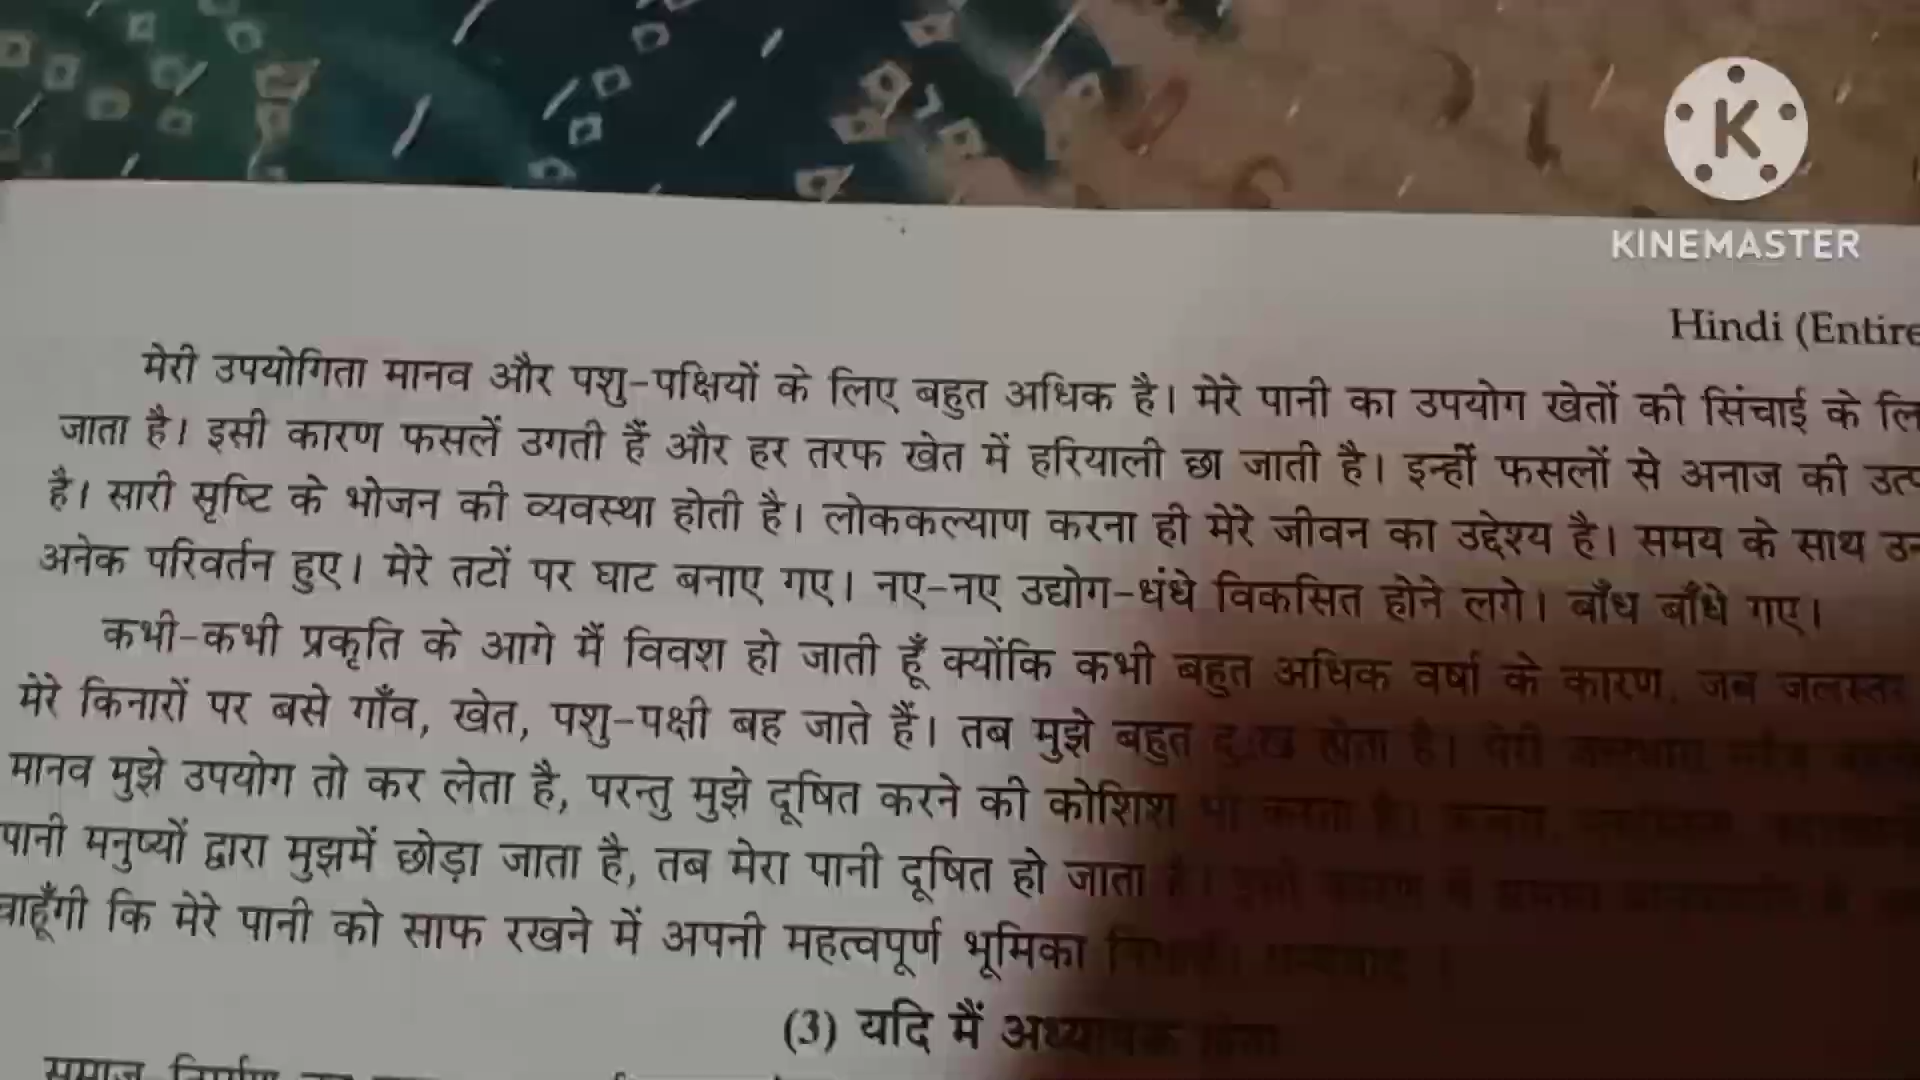 KINEMASTER
Hindi (Entire
मेरी उपयोगिता मानव और पशु-पक्षियों के लिए बहुत अधिक है। मेरे पानी का उपयोग खेतों की सिंचाई के लि
जाता है। इसी कारण फसलें उगती हैं और हर तरफ खेत में हरियाली छा जाती है। इन्हीं फसलों से अनाज की उत्प
है। सारी सृष्टि के भोजन की व्यवस्था होती है। लोककल्याण करना ही मेरे जीवन का उद्देश्य है। समय के साथ
अनेक परिवर्तन हुए। मेरे तटों पर घाट बनाए गए। नए-नए उद्योग-धंधे विकसित होने लगे। बाँध बाँधे गए।
कभी-कभी प्रकृति के आगे मैं विवश हो जाती हूँ क्योंकि कभी बहुत अधिक वर्षा के कारण, जब जलस्तर
मेरे किनारों पर बसे गाँव, खेत, पशु-पक्षी बह जाते हैं। तब मुझे बहुत दुःख होता है। मेरी
मानव मुझे उपयोग तो कर लेता है, परन्तु मुझे दूषित करने की कोशिश
पानी मनुष्यों द्वारा मुझमें छोड़ा जाता है, तब मेरा पानी दूषित हो जाता है।
चाहूँगी कि मेरे पानी को साफ रखने में अपनी महत्वपूर्ण भूमिका
(3) यदि मैं अध्यापक होता
समाज